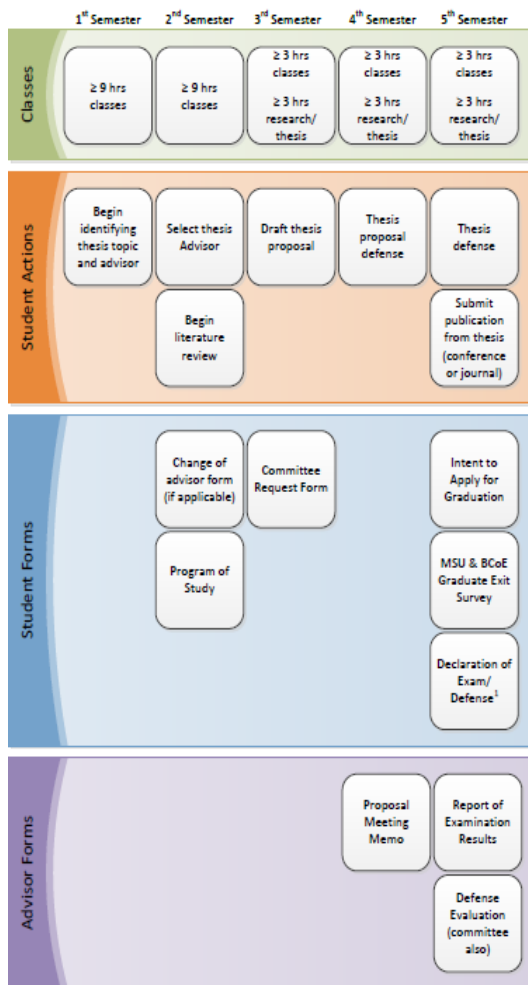 1st Semester 2nd Semester 3rd Semester 4th Semester 5th Semester
Classes
≥ 9 hrs
classes
≥ 9 hrs
classes
≥ 3 hrs
classes
≥ 3 hrs
research/
thesis
≥ 3 hrs
classes
≥ 3 hrs
research/
thesis
≥ 3 hrs
classes
≥ 3 hrs
research/
thesis
Student Actions
Begin
identifying
thesis topic
and advisor
Select thesis
Advisor
Draft thesis
proposal
Thesis
proposal
defense
Thesis
defense
Begin
literature
review
Submit
publication
from thesis
(conference
or journal)
Student Forms
Change of
advisor form
(if applicable)
Committee
Request Form
Intent to
Apply for
Graduation
Program of
Study
MSU & BCoE
Graduate Exit
Survey
Declaration of
Exam/
Defense1
Advisor Forms
Proposal
Meeting
Memo
Report of
Examination
Results
Defense
Evaluation
(committee
also)